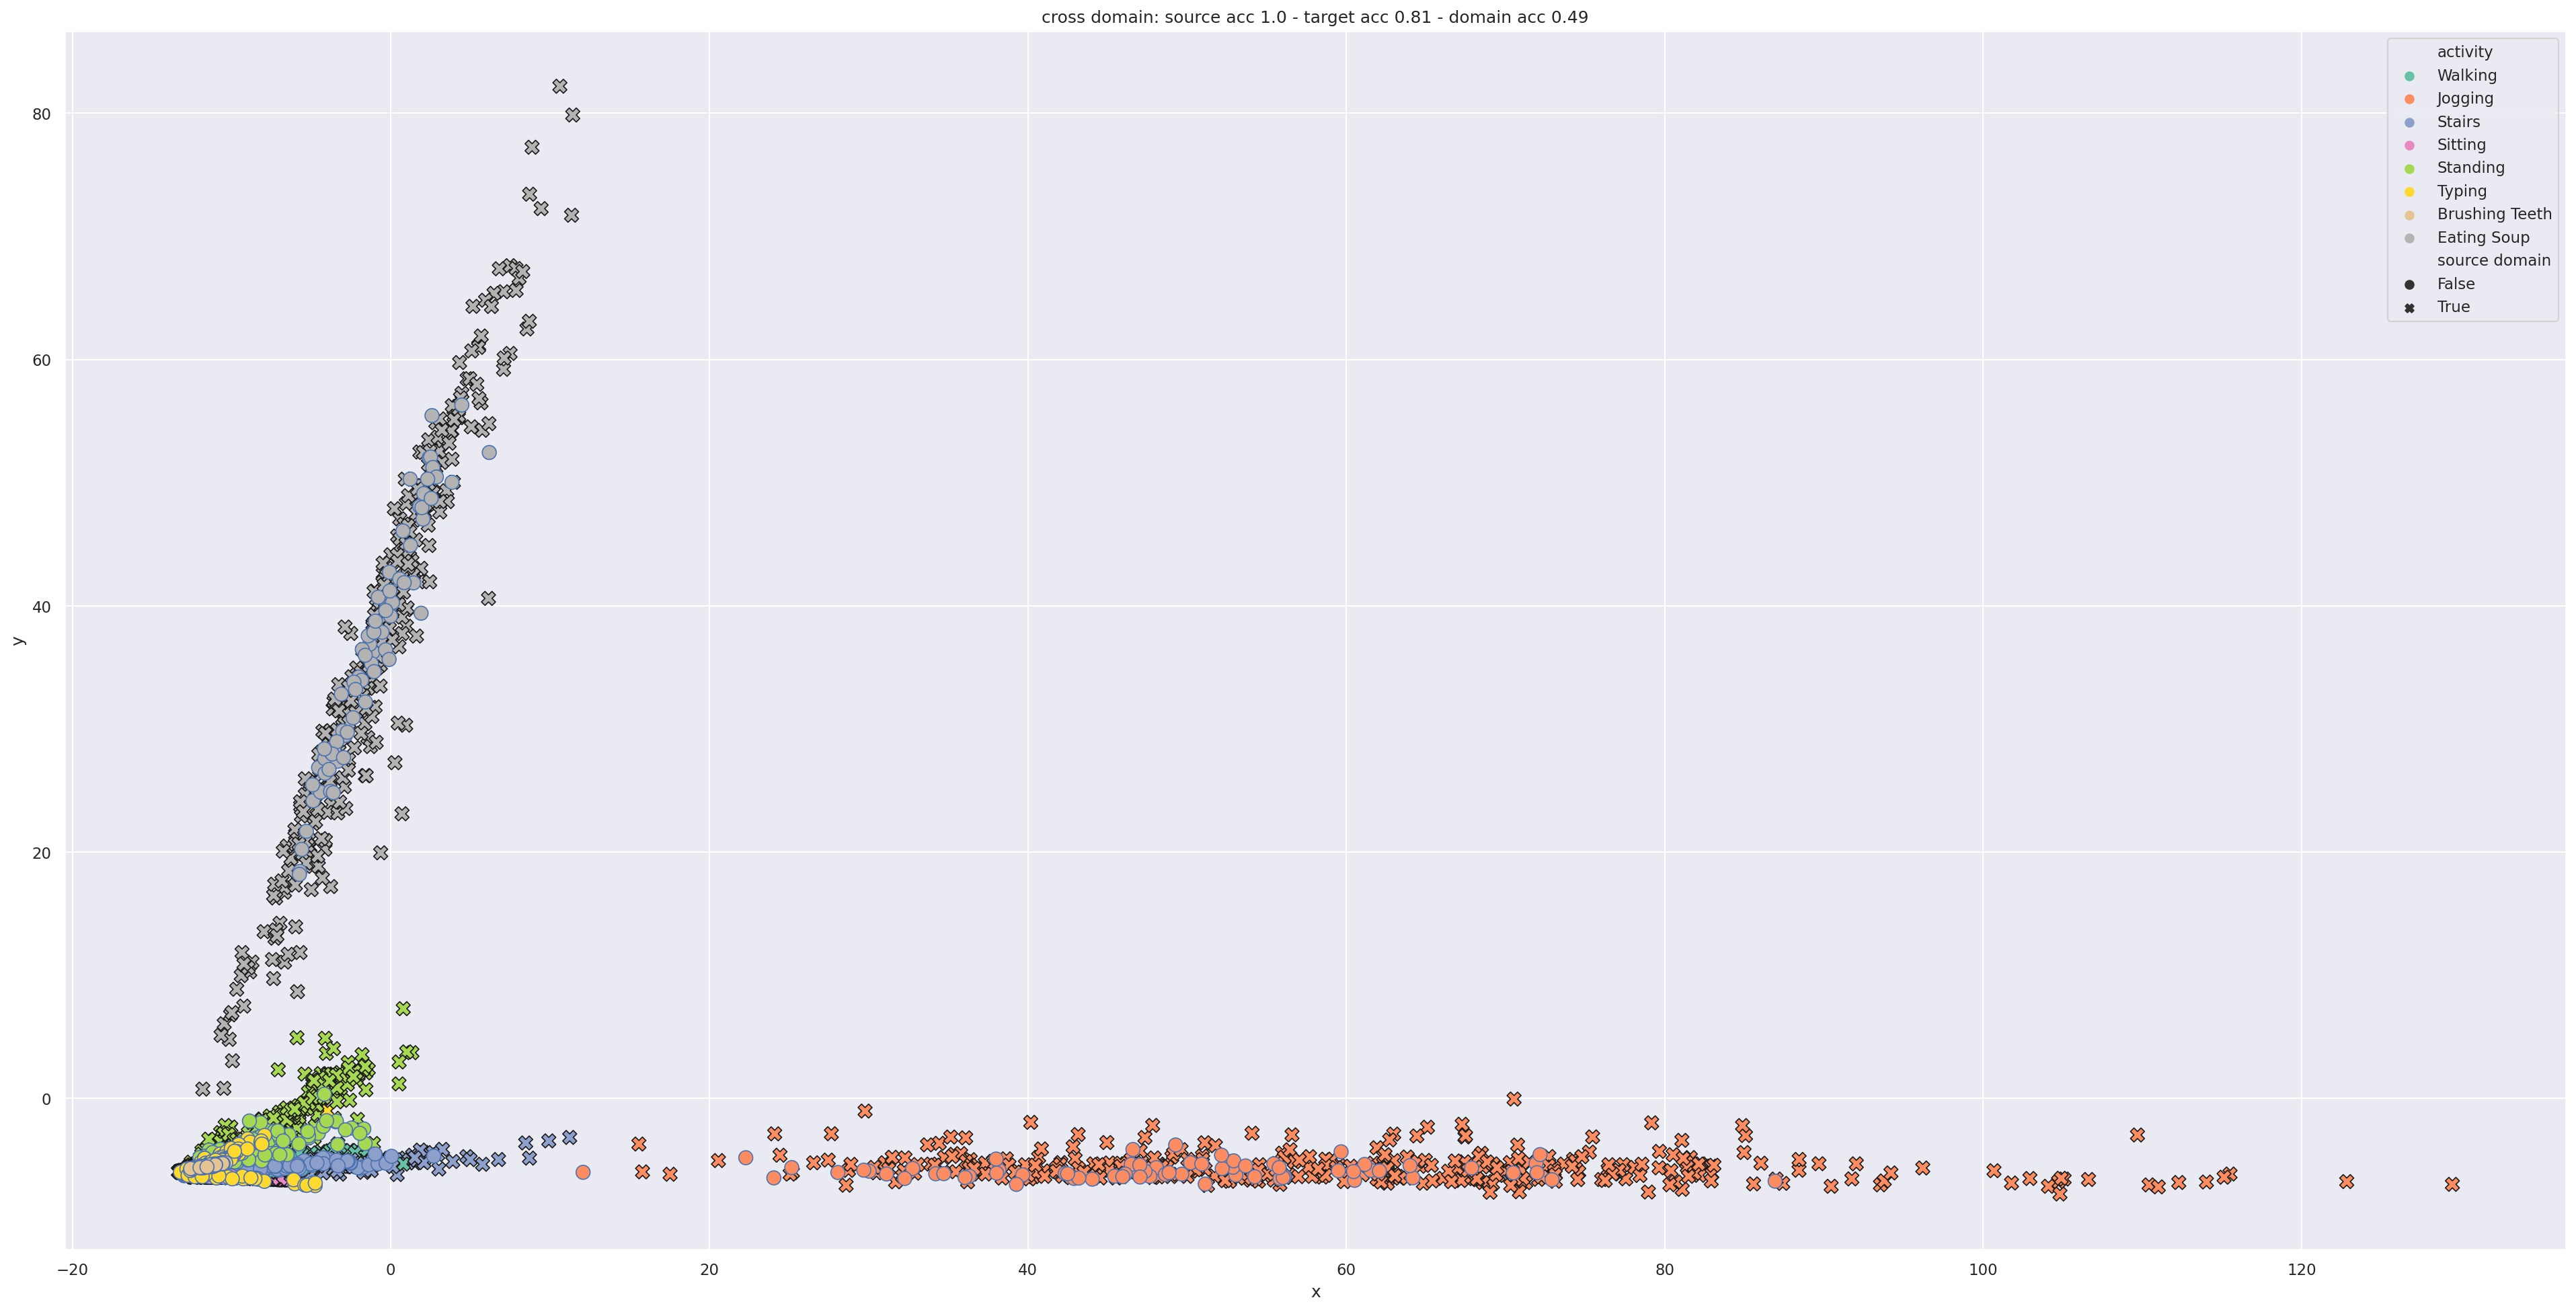 cross domain: source acc 1.0 - target acc 0.81 - domain acc 0.49
activity
Walking
Jogging
Stairs
Sitting
Standing
Typing
Brushing Teeth
Eating Soup
source domain
False
True
80
60
40
20
0
y
−20 0 20 40 60 80 100 120
x